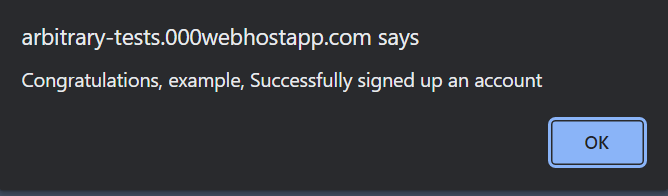 arbitrary-tests.000webhostapp.com says
Congratulations, example, Successfully signed up an account
OK